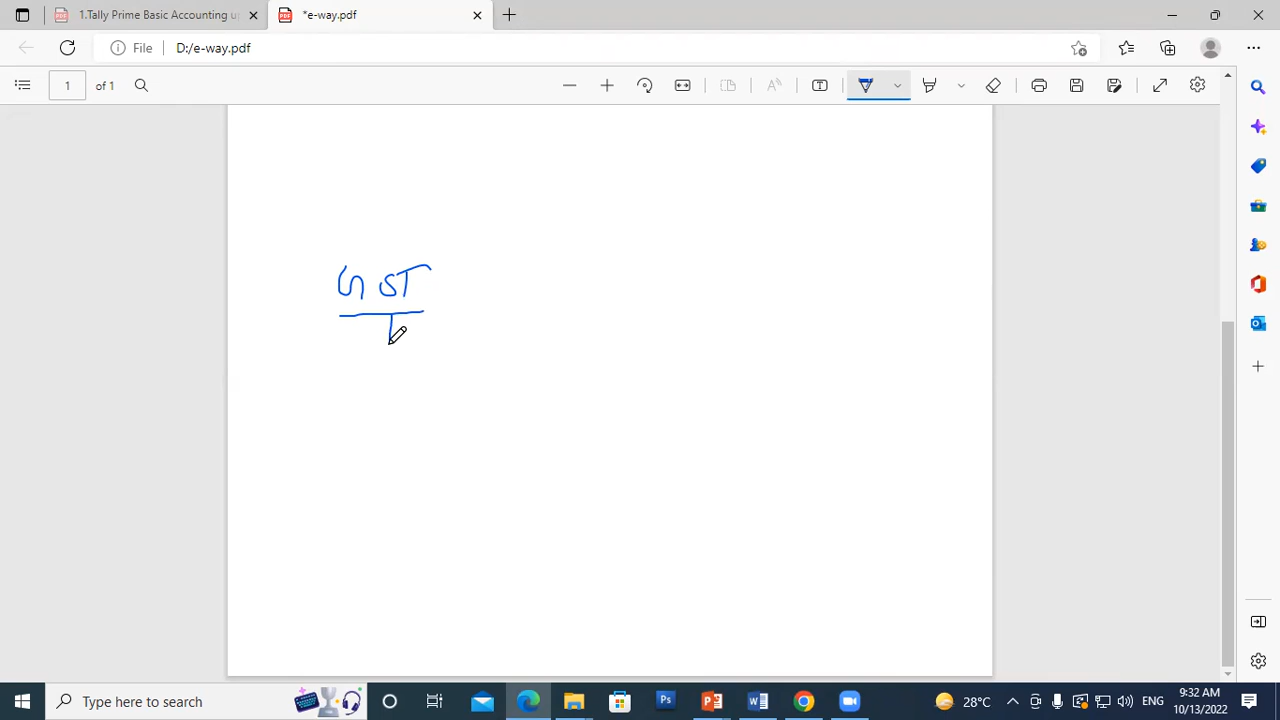 1.Tally Prime Basic Accounting u
*e-way.pdf
File D:/e-way.pdf
1 of 1
GST
Type here to search
28°C
ENG
9:32 AM
10/13/2022